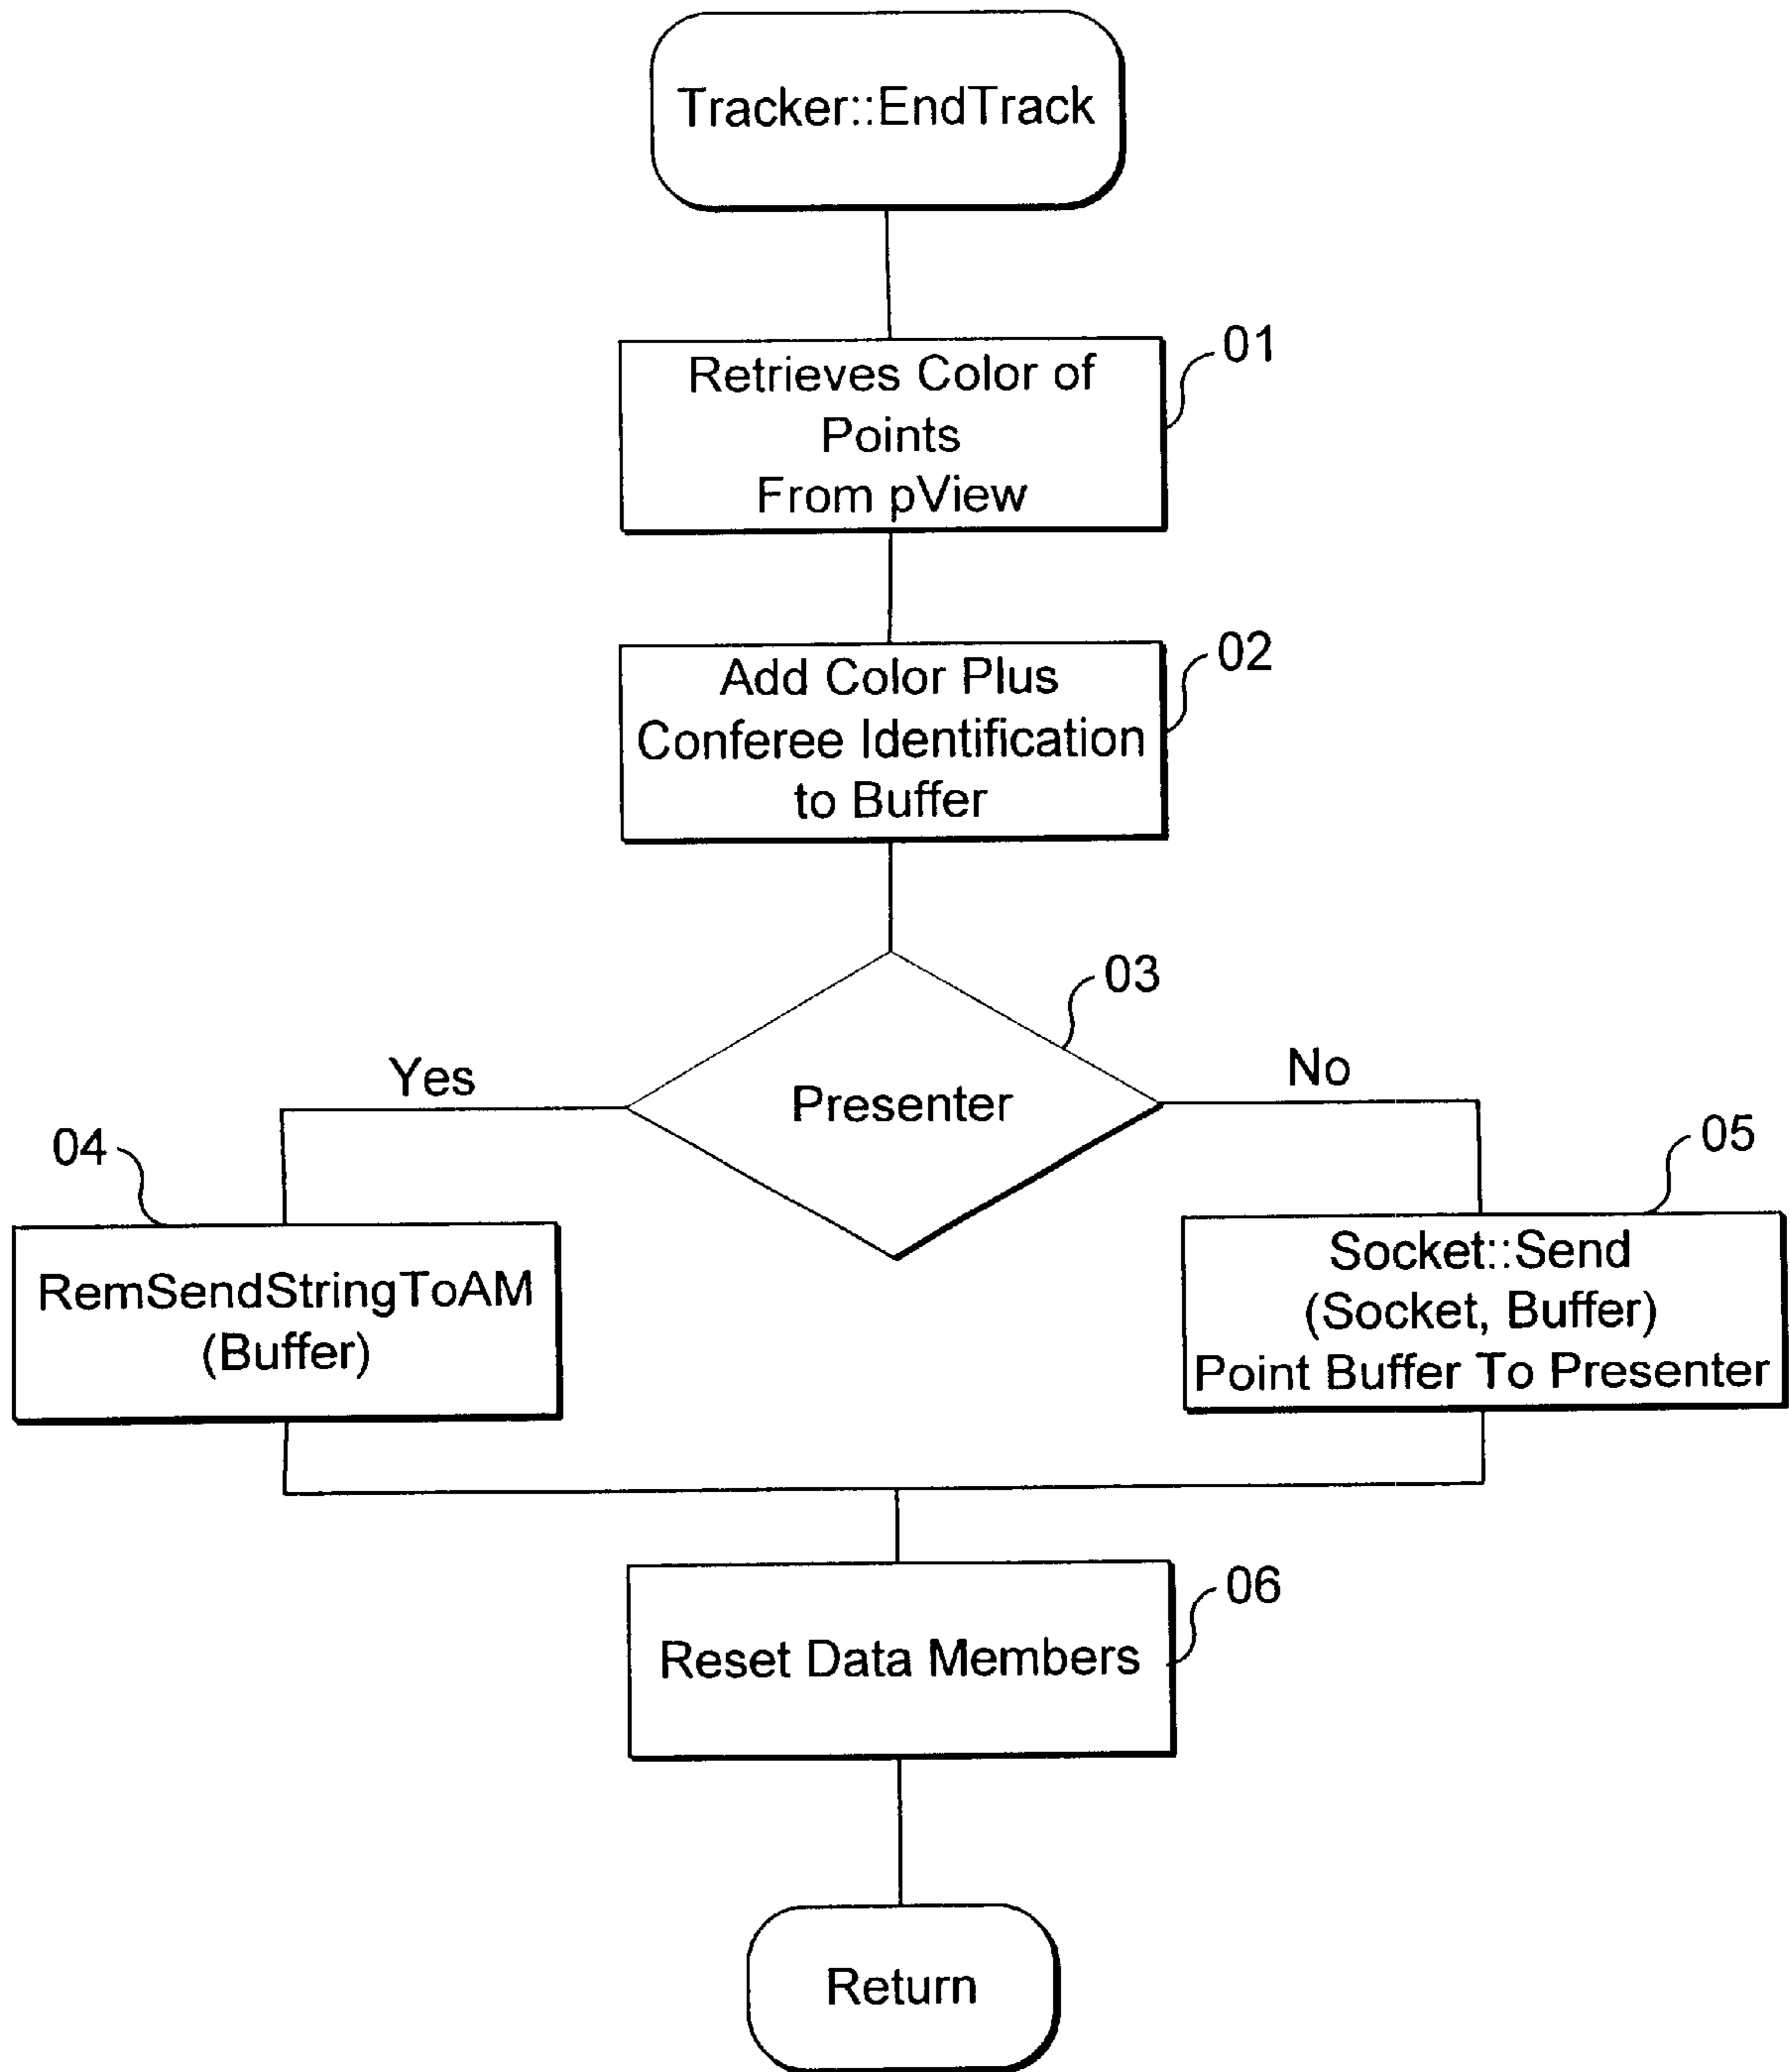 Tracker::EndTrack
01
Retrieves Color of
Points
From pView
02
Add Color Plus
Conferee Identification
to Buffer
03
Yes
Presenter
No
04
RemSendStringToAM
(Buffer)
05
Socket::Send
(Socket, Buffer)
Point Buffer To Presenter
06
Reset Data Members
Return